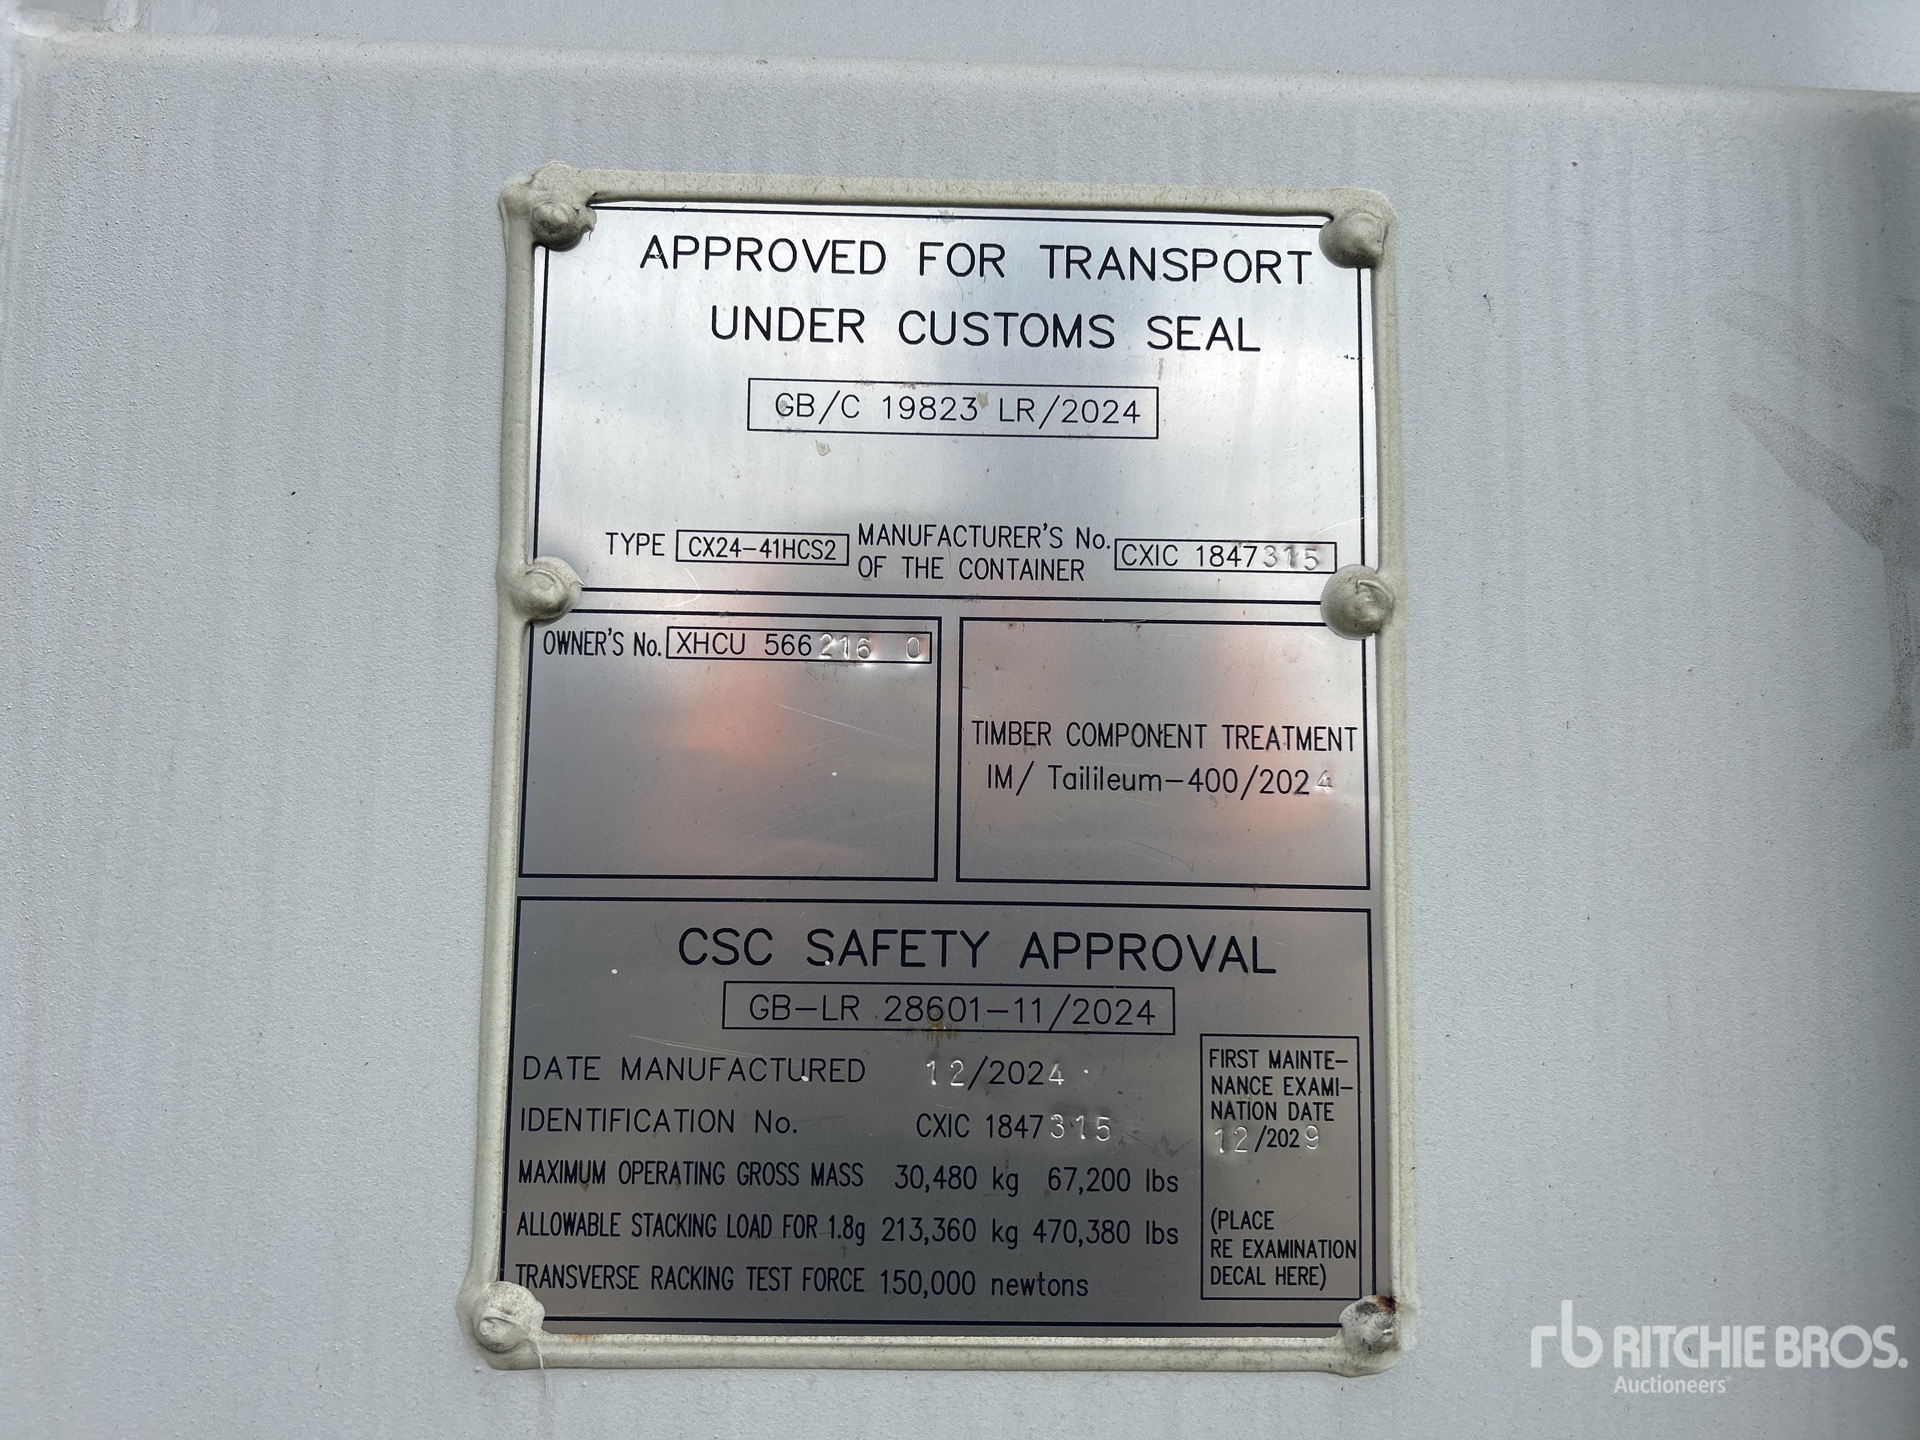 APPROVED FOR TRANSPORT
UNDER CUSTOMS SEAL
GB/C 19823 LR/2024
TYPE CX24-41HCS2 MANUFACTURER'S No. OF THE CONTAINER CXIC 1847315
OWNER'S No. XHCU 566216 0
TIMBER COMPONENT TREATMENT
IM/ Tailileum-400/2024
CSC SAFETY APPROVAL
GB-LR 28601-11/2024
DATE MANUFACTURED 12/2024
IDENTIFICATION No. CXIC 1847315
MAXIMUM OPERATING GROSS MASS 30,480 kg 67,200 lbs
ALLOWABLE STACKING LOAD FOR 1.8g 213,360 kg 470,380 lbs
TRANSVERSE RACKING TEST FORCE 150,000 newtons
FIRST MAINTE-
NANCE EXAMI-
NATION DATE
12/2029
(PLACE
RE EXAMINATION
DECAL HERE)
rb RITCHIE BROS.
Auctioneers